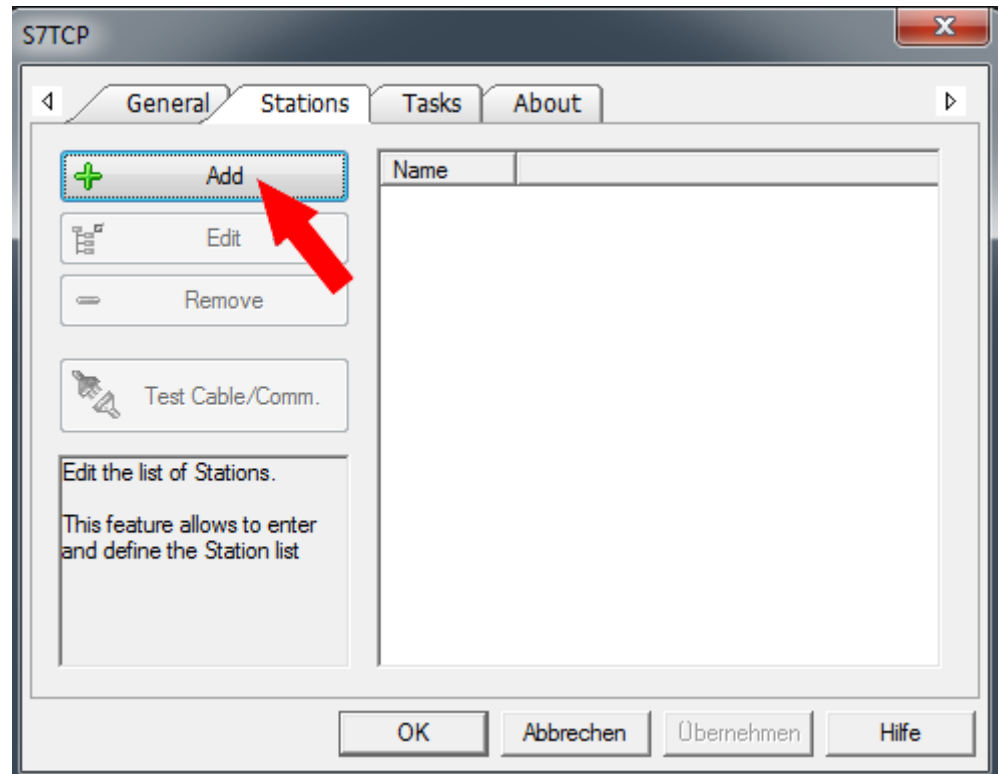 S7TCP
General Stations Tasks About
Add
Name
Edit
Remove
Test Cable/Comm.
Edit the list of Stations.
This feature allows to enter
and define the Station list
OK Abbrechen Übernehmen Hilfe